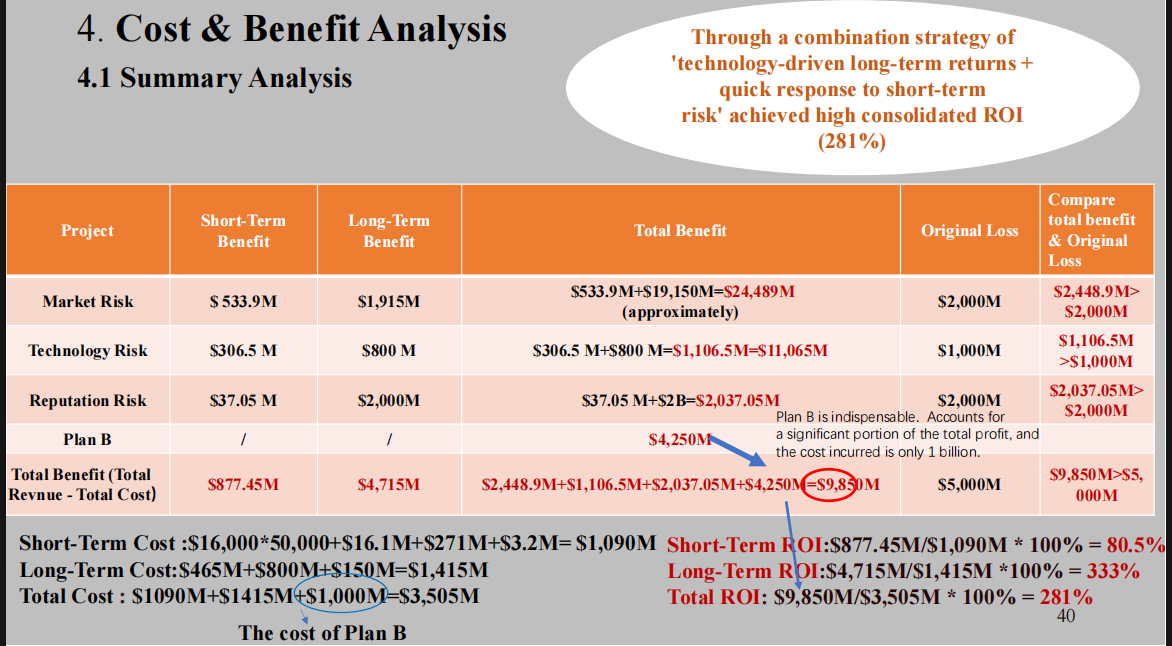 4. Cost & Benefit Analysis
4.1 Summary Analysis
Through a combination strategy of
'technology-driven long-term returns +
quick response to short-term
risk' achieved high consolidated ROI
(281%)
Project
Short-Term
Benefit
Long-Term
Benefit
Total Benefit
Original Loss
Compare
total benefit
& Original
Loss
Market Risk
$ 533.9M
$1,915M
$533.9M+$19,150M=$24,489M
(approximately)
$2,000M
$2,448.9M>
$2,000M
Technology Risk
$306.5 M
$800 M
$306.5 M+$800 M=$1,106.5M=$11,065M
$1,000M
$1,106.5M
>$1,000M
Reputation Risk
$37.05 M
$2,000M
$37.05 M+$2B=$2,037.05M
$2,000M
$2,037.05M>
$2,000M
Plan B
/
/
$4,250M
Plan B is indispensable. Accounts for
a significant portion of the total profit, and
the cost incurred is only 1 billion.
Total Benefit (Total
Revnue - Total Cost)
$877.45M
$4,715M
$2,448.9M+$1,106.5M+$2,037.05M+$4,250M=$9,850M
$5,000M
$9,850M>$5,
000M
Short-Term Cost :$16,000*50,000+$16.1M+$271M+$3.2M= $1,090M
Long-Term Cost:$465M+$800M+$150M=$1,415M
Total Cost : $1090M+$1415M+$1,000M=$3,505M
The cost of Plan B
Short-Term ROI:$877.45M/$1,090M * 100% = 80.5%
Long-Term ROI:$4,715M/$1,415M *100% = 333%
Total ROI: $9,850M/$3,505M * 100% = 281%
40